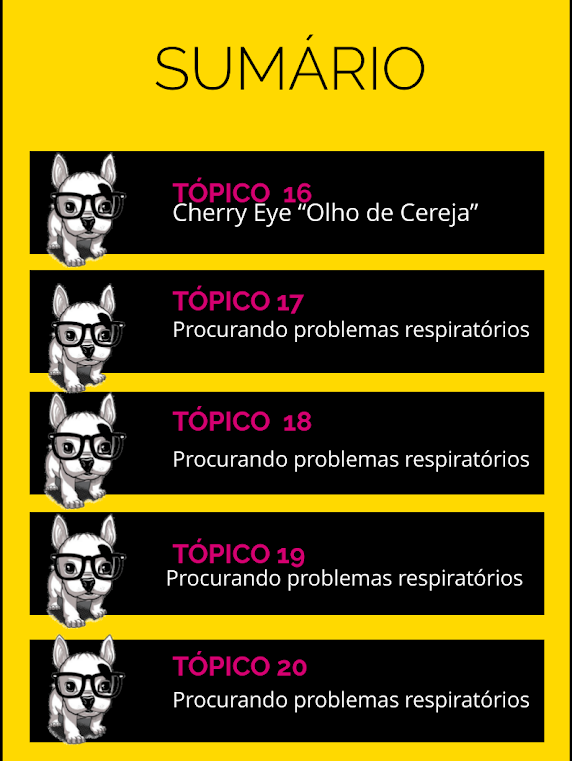 SUMÁRIO
TÓPICO 16
Cherry Eye “Olho de Cereja”
TÓPICO 17
Procurando problemas respiratórios
TÓPICO 18
Procurando problemas respiratórios
TÓPICO 19
Procurando problemas respiratórios
TÓPICO 20
Procurando problemas respiratórios